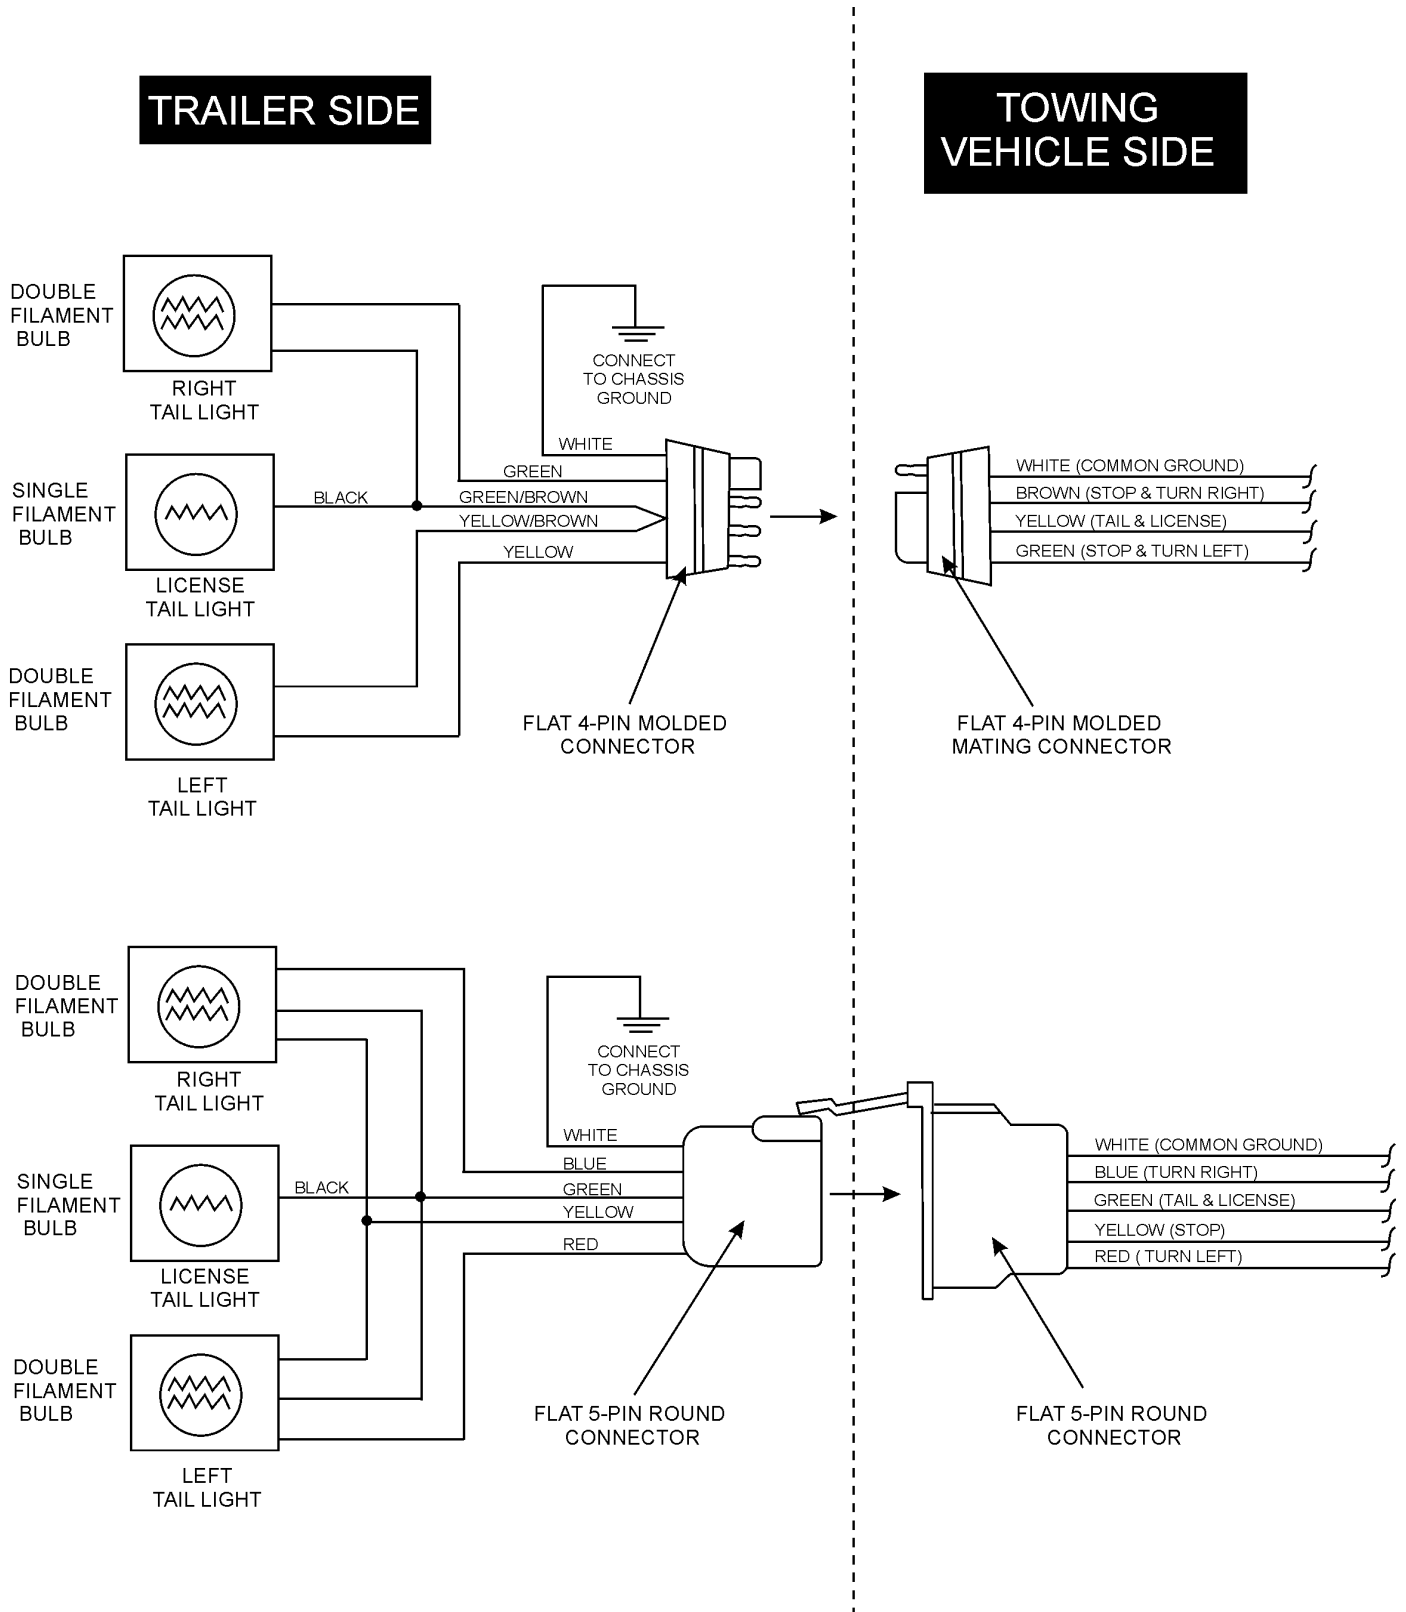 TRAILER SIDE
TOWING
VEHICLE SIDE
DOUBLE
FILAMENT
BULB
RIGHT
TAIL LIGHT
CONNECT
TO CHASSIS
GROUND
WHITE
GREEN
SINGLE
FILAMENT
BULB
BLACK
GREEN/BROWN
YELLOW/BROWN
YELLOW
LICENSE
TAIL LIGHT
WHITE (COMMON GROUND)
BROWN (STOP & TURN RIGHT)
YELLOW (TAIL & LICENSE)
GREEN (STOP & TURN LEFT)
DOUBLE
FILAMENT
BULB
LEFT
TAIL LIGHT
FLAT 4-PIN MOLDED
CONNECTOR
FLAT 4-PIN MOLDED
MATING CONNECTOR
DOUBLE
FILAMENT
BULB
RIGHT
TAIL LIGHT
CONNECT
TO CHASSIS
GROUND
WHITE
BLUE
SINGLE
FILAMENT
BULB
BLACK
GREEN
YELLOW
RED
LICENSE
TAIL LIGHT
WHITE (COMMON GROUND)
BLUE (TURN RIGHT)
GREEN (TAIL & LICENSE)
YELLOW (STOP)
RED ( TURN LEFT)
DOUBLE
FILAMENT
BULB
LEFT
TAIL LIGHT
FLAT 5-PIN ROUND
CONNECTOR
FLAT 5-PIN ROUND
CONNECTOR